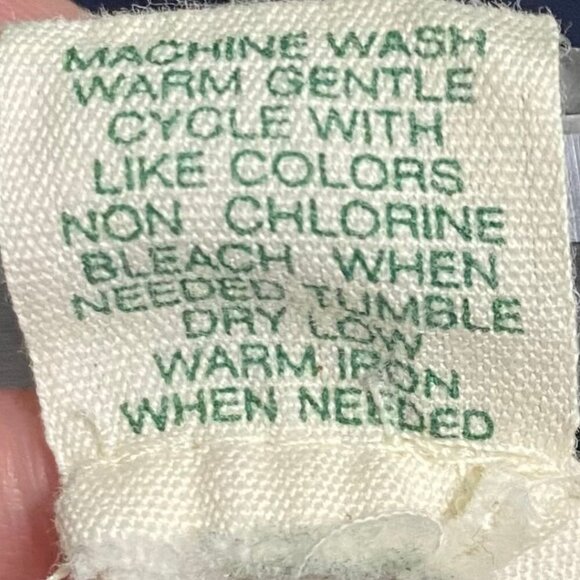 MACHINE WASH
WARM GENTLE
CYCLE WITH
LIKE COLORS
NON CHLORINE
BLEACH WHEN
NEEDED TUMBLE
DRY LOW
WARM IRON
WHEN NEEDED